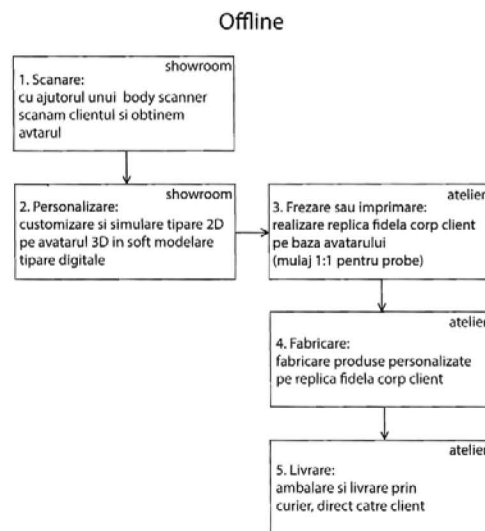 Offline
showroom
1. Scanare:
cu ajutorul unui body scanner
scanam clientul si obtinem
avtarul
showroom
2. Personalizare:
customizare si simulare tipare 2D
pe avatarul 3D in soft modelare
tipare digitale
atelier
3. Frezare sau imprimare:
realizare replica fidela corp client
pe baza avatarului
(mulaj 1:1 pentru probe)
atelier
4. Fabricare:
fabricare produse personalizate
pe replica fidela corp client
atelier
5. Livrare:
ambalare si livrare prin
curier, direct catre client